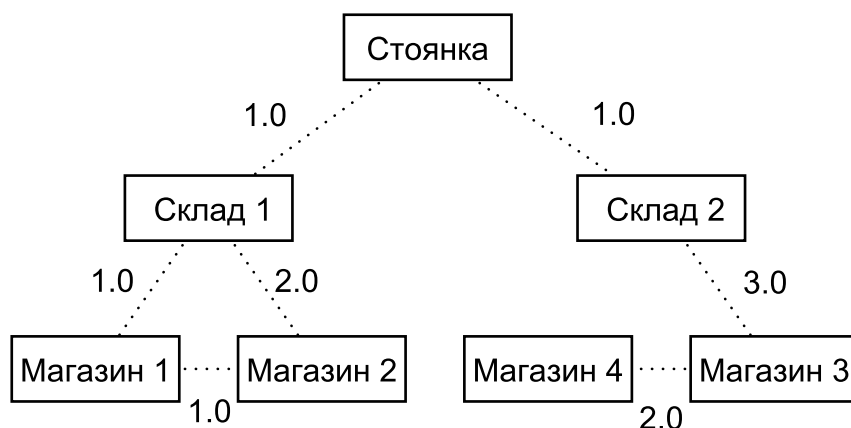 Стоянка
1.0
1.0
Склад 1
Склад 2
1.0
2.0
3.0
Магазин 1
Магазин 2
Магазин 4
Магазин 3
1.0
2.0